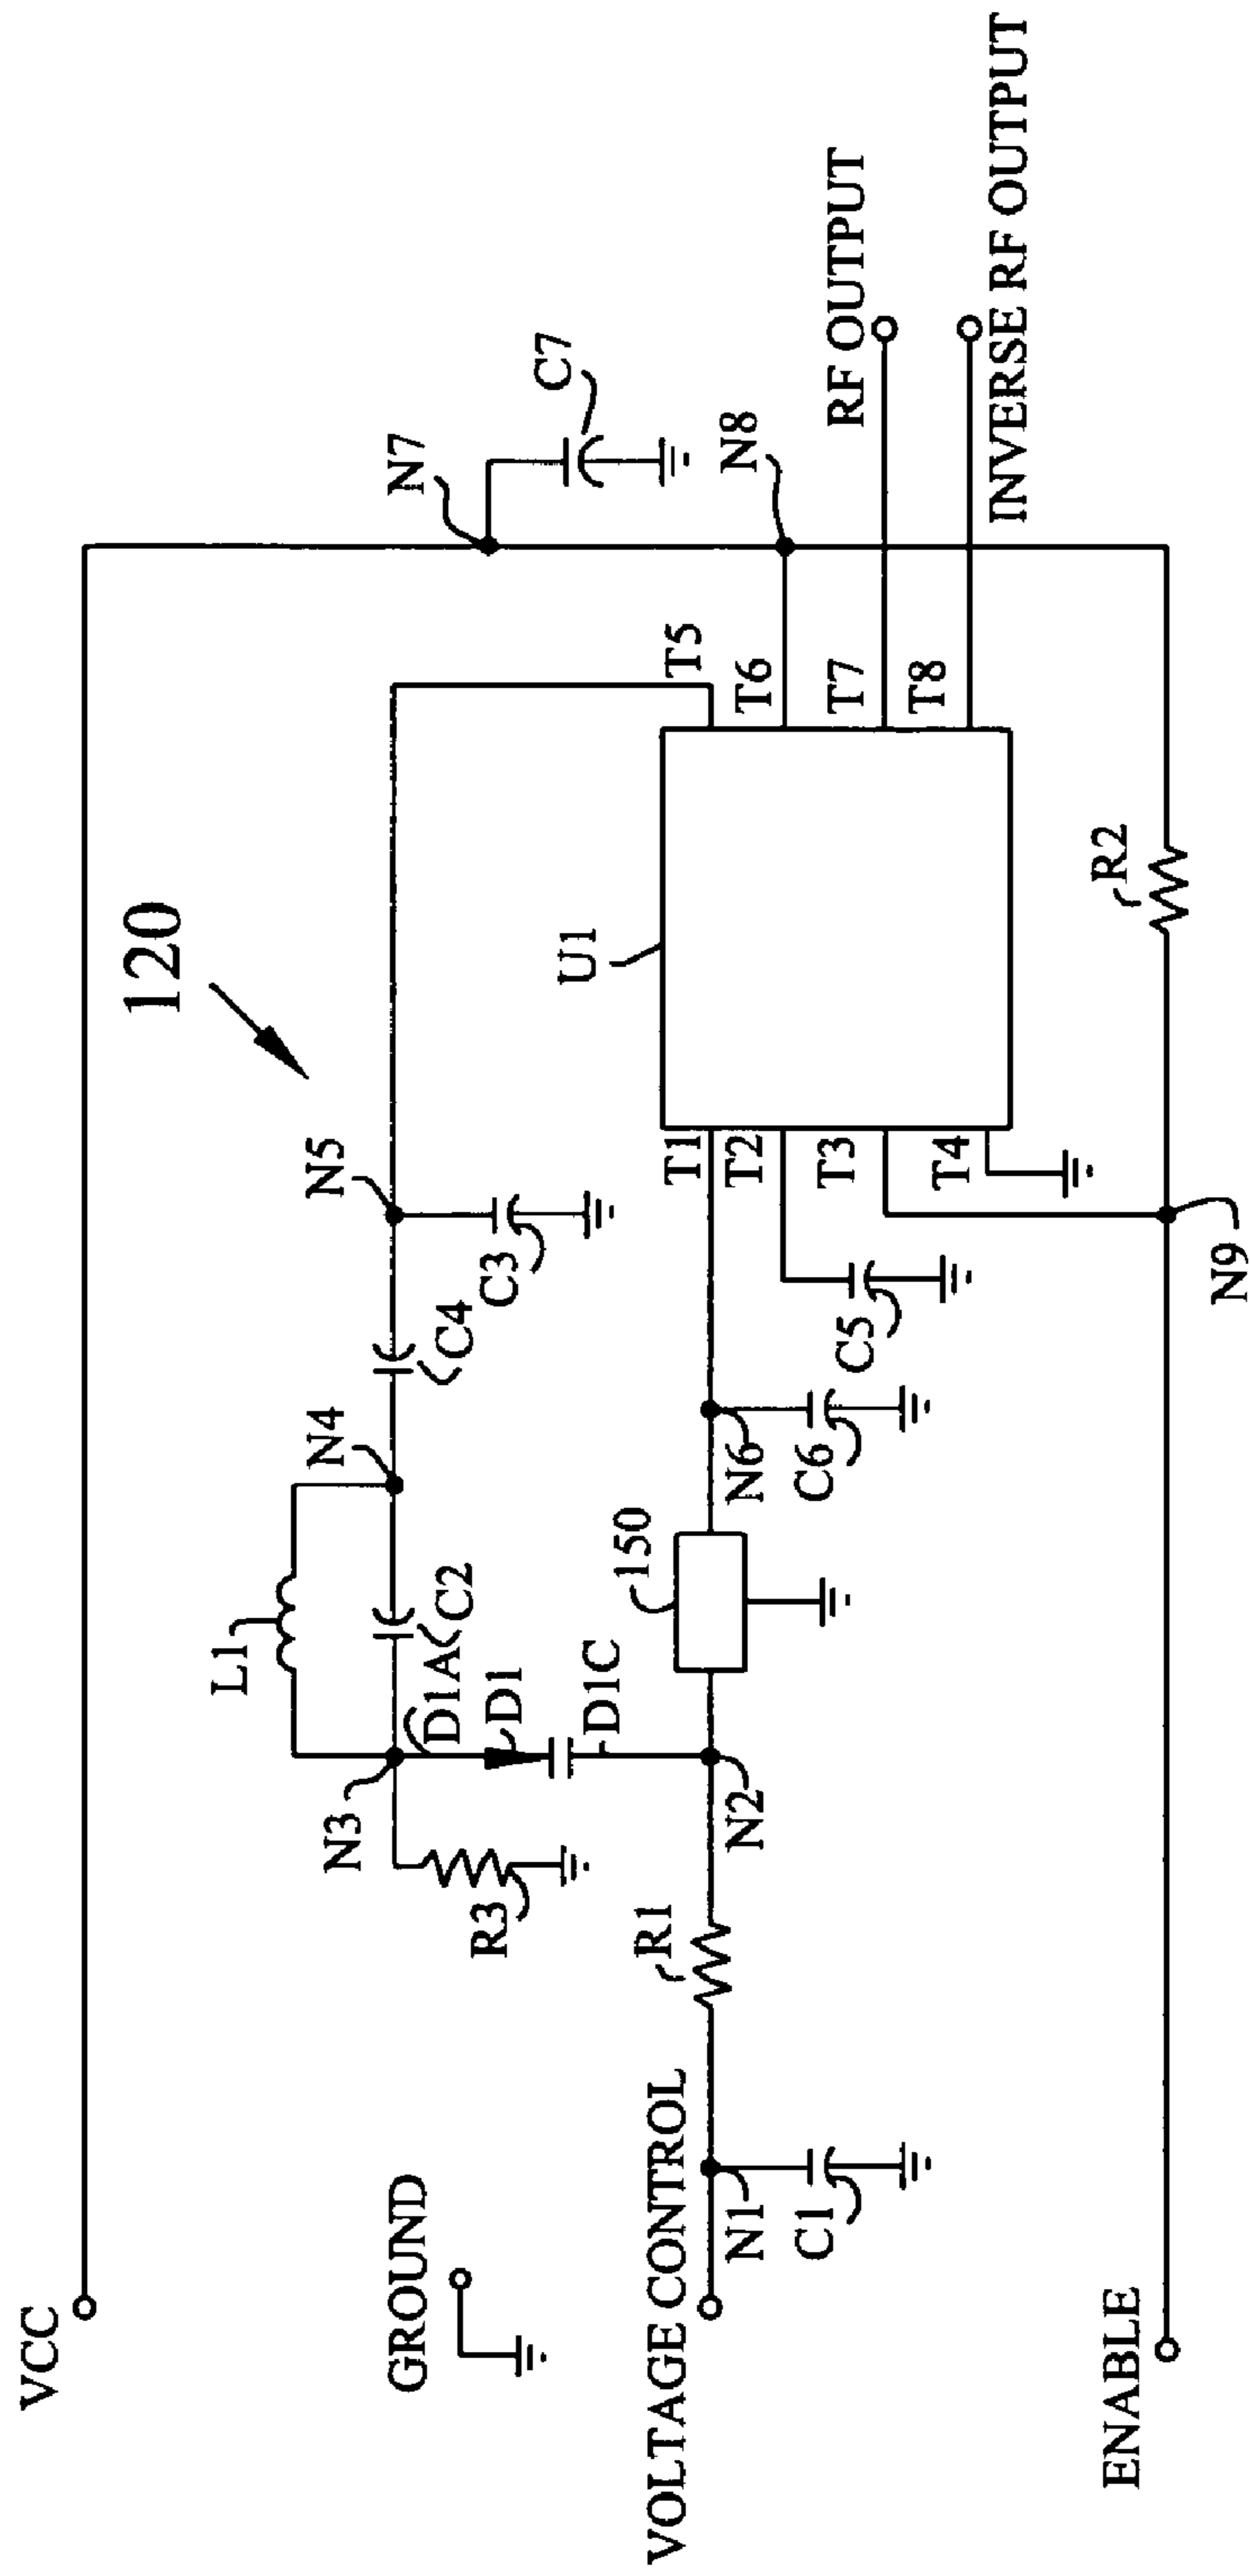 VCC
120
N7
C7
L1
N4
N5
N3
C4
C3
D1A
C2
R3
D1
D1C
GROUND
VOLTAGE CONTROL
N1
C1
R1
N2
150
N6
C6
C5
U1
T1
T2
T3
T4
T5
T6
T7
T8
N8
RF OUTPUT
INVERSE RF OUTPUT
R2
N9
ENABLE